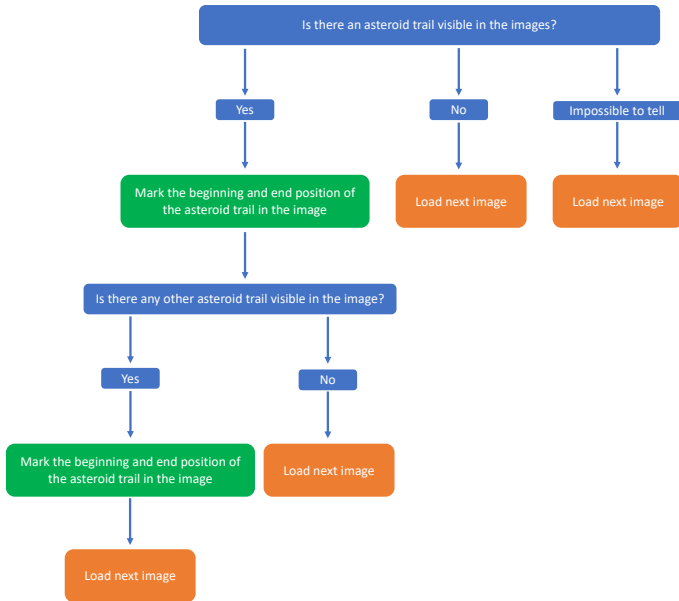 Is there an asteroid trail visible in the images?
Yes
No
Impossible to tell
Mark the beginning and end position of
the asteroid trail in the image
Load next image
Load next image
Is there any other asteroid trail visible in the image?
Yes
No
Mark the beginning and end position of
the asteroid trail in the image
Load next image
Load next image